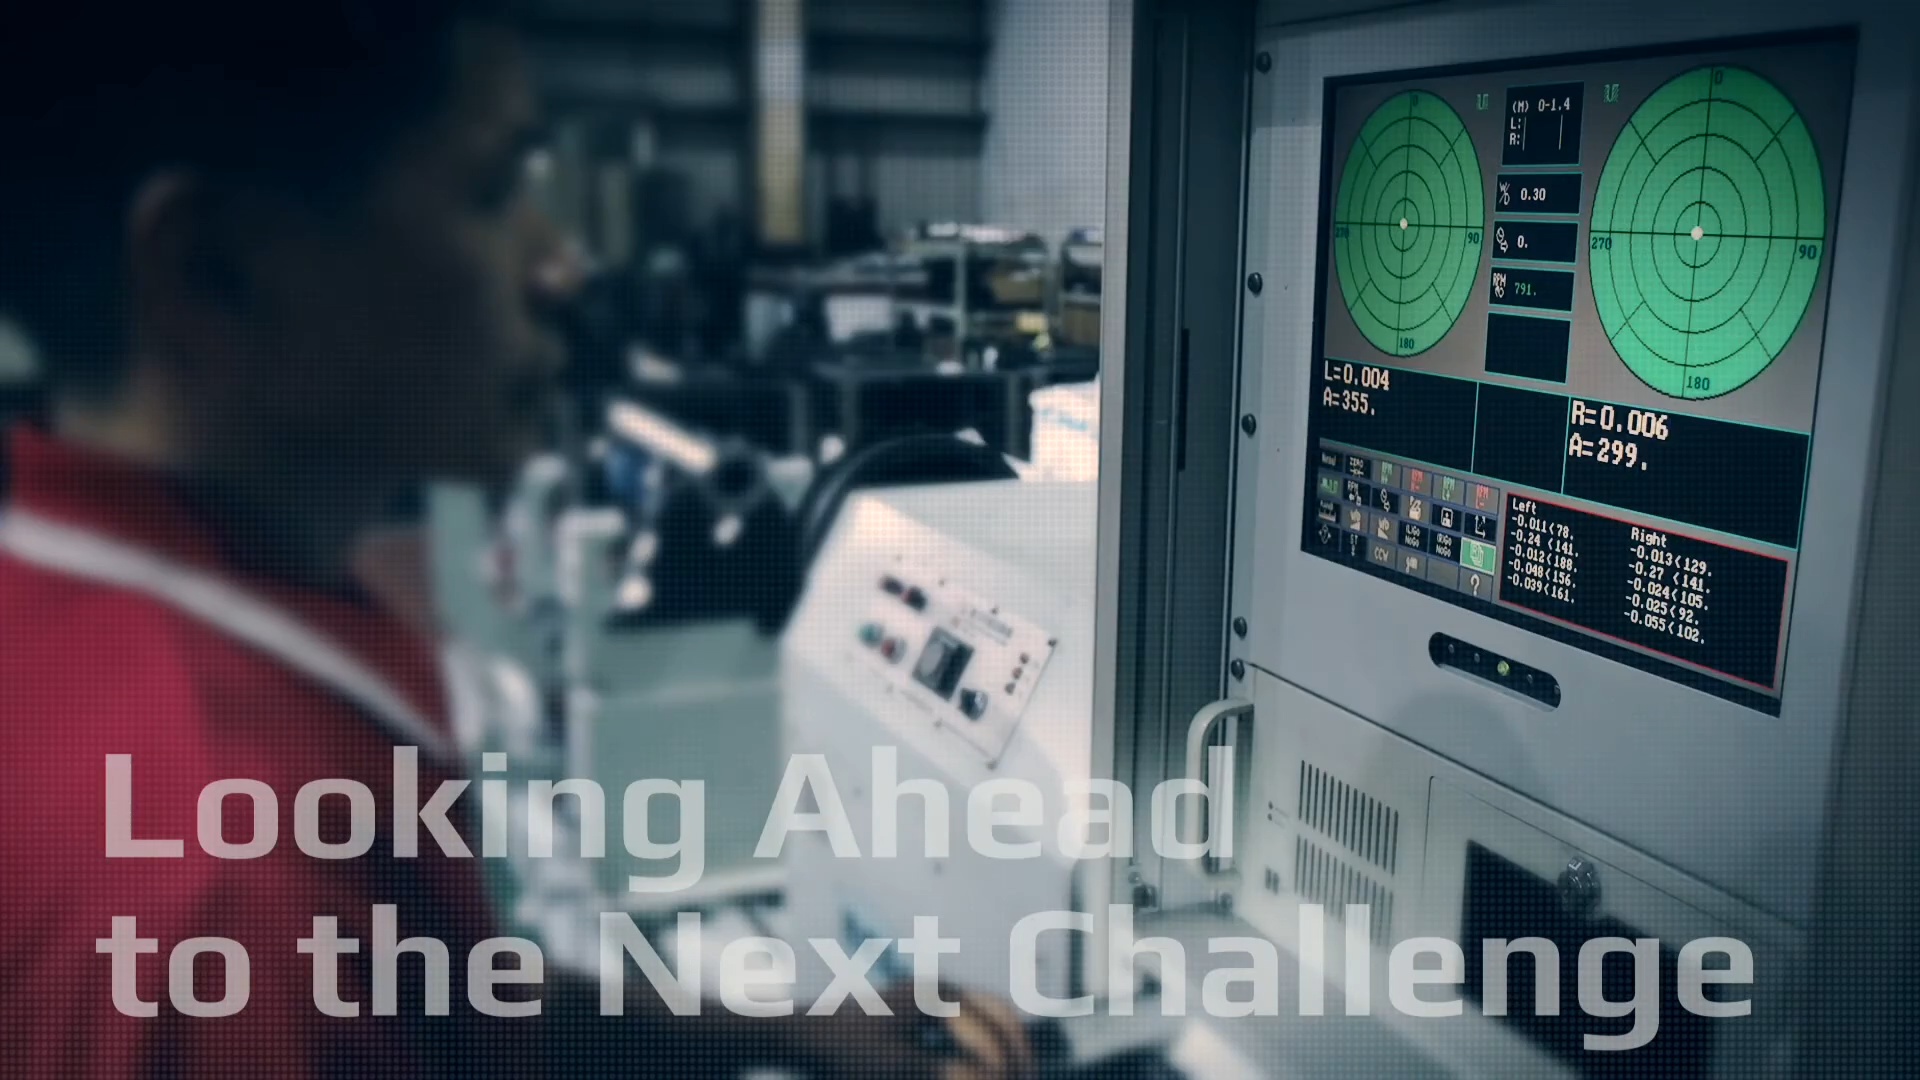 0
0
(M) 0-1.4
L:
R:
0.30
0.
RPM 791.
270
90
270
90
180
180
L=0.004
A=355.
R=0.006
A=299.
ZERO
Left
-0.011<78.
-0.24 <141.
-0.012<188.
-0.048<156.
-0.039<161.
Right
-0.013<129.
-0.27 <141.
-0.024<105.
-0.025<92.
-0.055<102.
CCW
?
Looking Ahead
to the Next Challenge